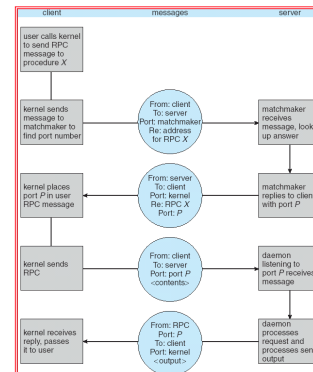 client
messages
server
user calls kernel
to send RPC
message to
procedure X
kernel sends
message to
matchmaker to
find port number
From: client
To: server
Port: matchmaker
Re: address
for RPC X
matchmaker
receives
message, look
up answer
kernel places
port P in user
RPC message
From: server
To: client
Port: kernel
Re: RPC X
Port: P
matchmaker
replies to client
with port P
kernel sends
RPC
From: client
To: server
Port: port P
<contents>
daemon
listening to
port P receives
message
kernel receives
reply, passes
it to user
From: RPC
Port: P
To: client
Port: kernel
<output>
daemon
processes
request and
processes sen
output